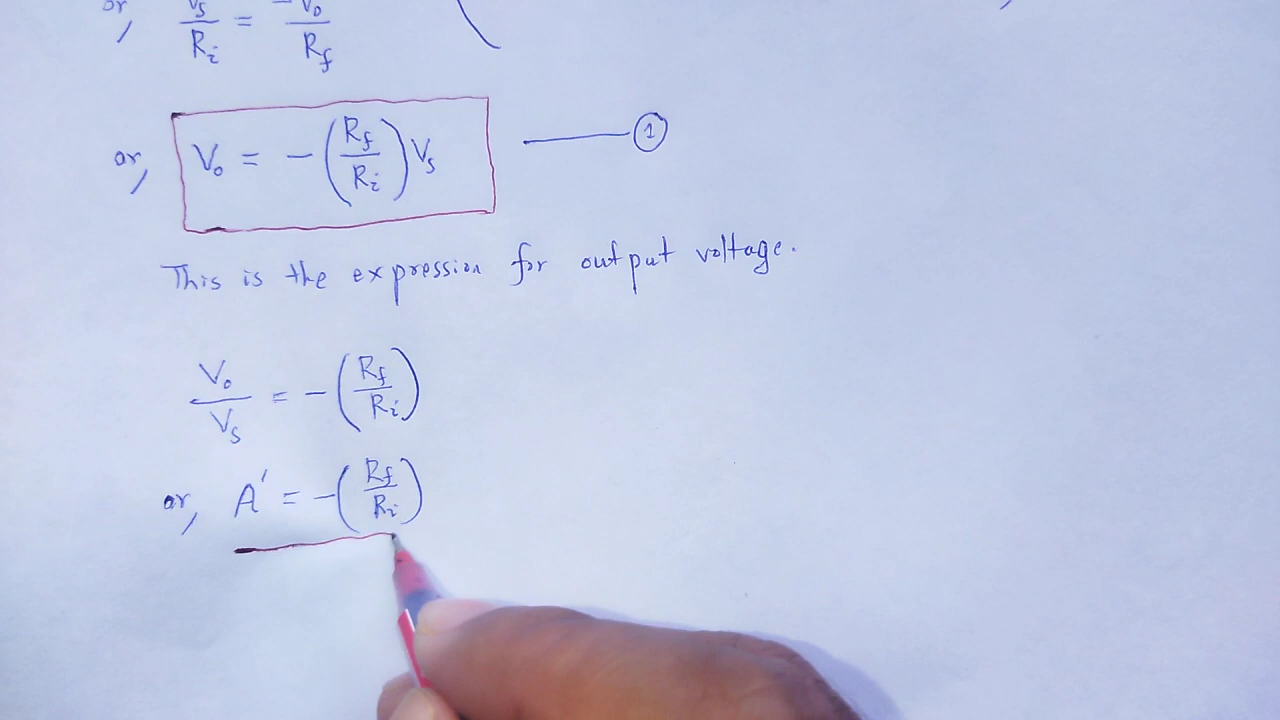 or, Vs/Ri = -Vo/Rf
or, Vo = -(Rf/Ri)Vs ——— ①
This is the expression for output voltage.
Vo/Vs = -(Rf/Ri)
or, A' = -(Rf/Ri)